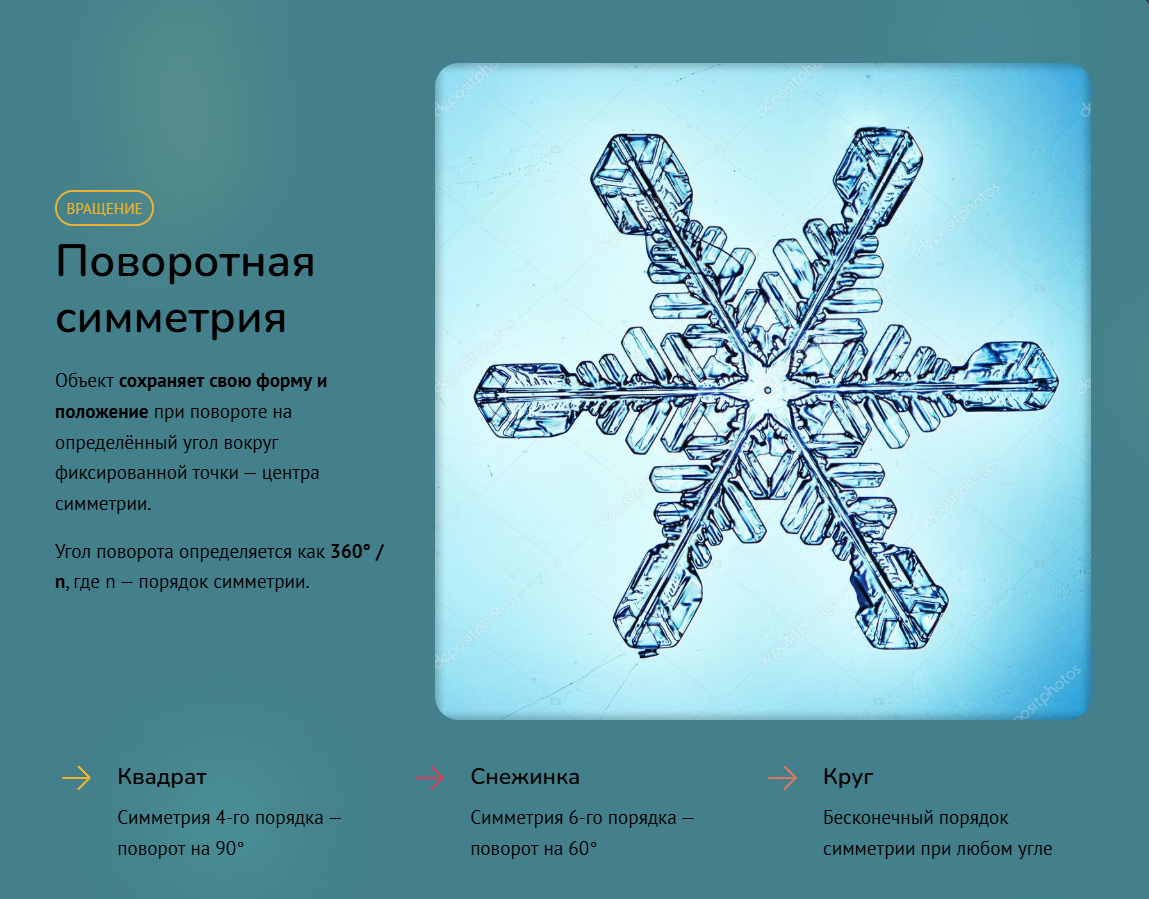 ВРАЩЕНИЕ
Поворотная
симметрия
Объект сохраняет свою форму и
положение при повороте на
определённый угол вокруг
фиксированной точки — центра
симметрии.
Угол поворота определяется как 360° /
n, где n — порядок симметрии.
depositphotos
Квадрат
Симметрия 4-го порядка —
поворот на 90°
Снежинка
Симметрия 6-го порядка —
поворот на 60°
Круг
Бесконечный порядок
симметрии при любом угле